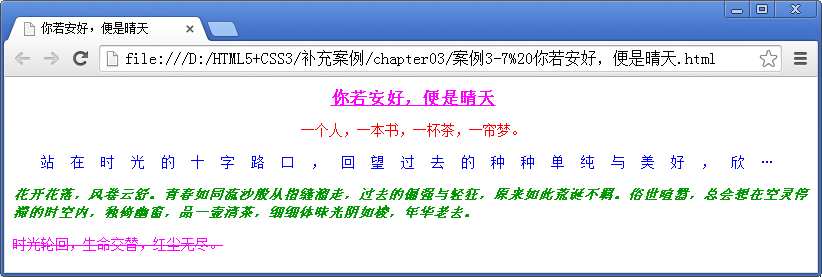 你若安好，便是晴天
file:///D:/HTML5+CSS3/补充案例/chapter03/案例3-7%20你若安好，便是晴天.html
你若安好，便是晴天
一个人，一本书，一杯茶，一帘梦。
站在时光的十字路口，回望过去的种种单纯与美好，欣…
花开花落，风卷云舒。青春如同流沙般从指缝溜走，过去的倔强与轻狂，原来如此荒诞不羁。俗世喧嚣，总会想在空灵停
滞的时空内，独倚幽窗，品一壶清茶，细细体味光阴如梭，年华老去。
时光轮回，生命交替，红尘无尽。